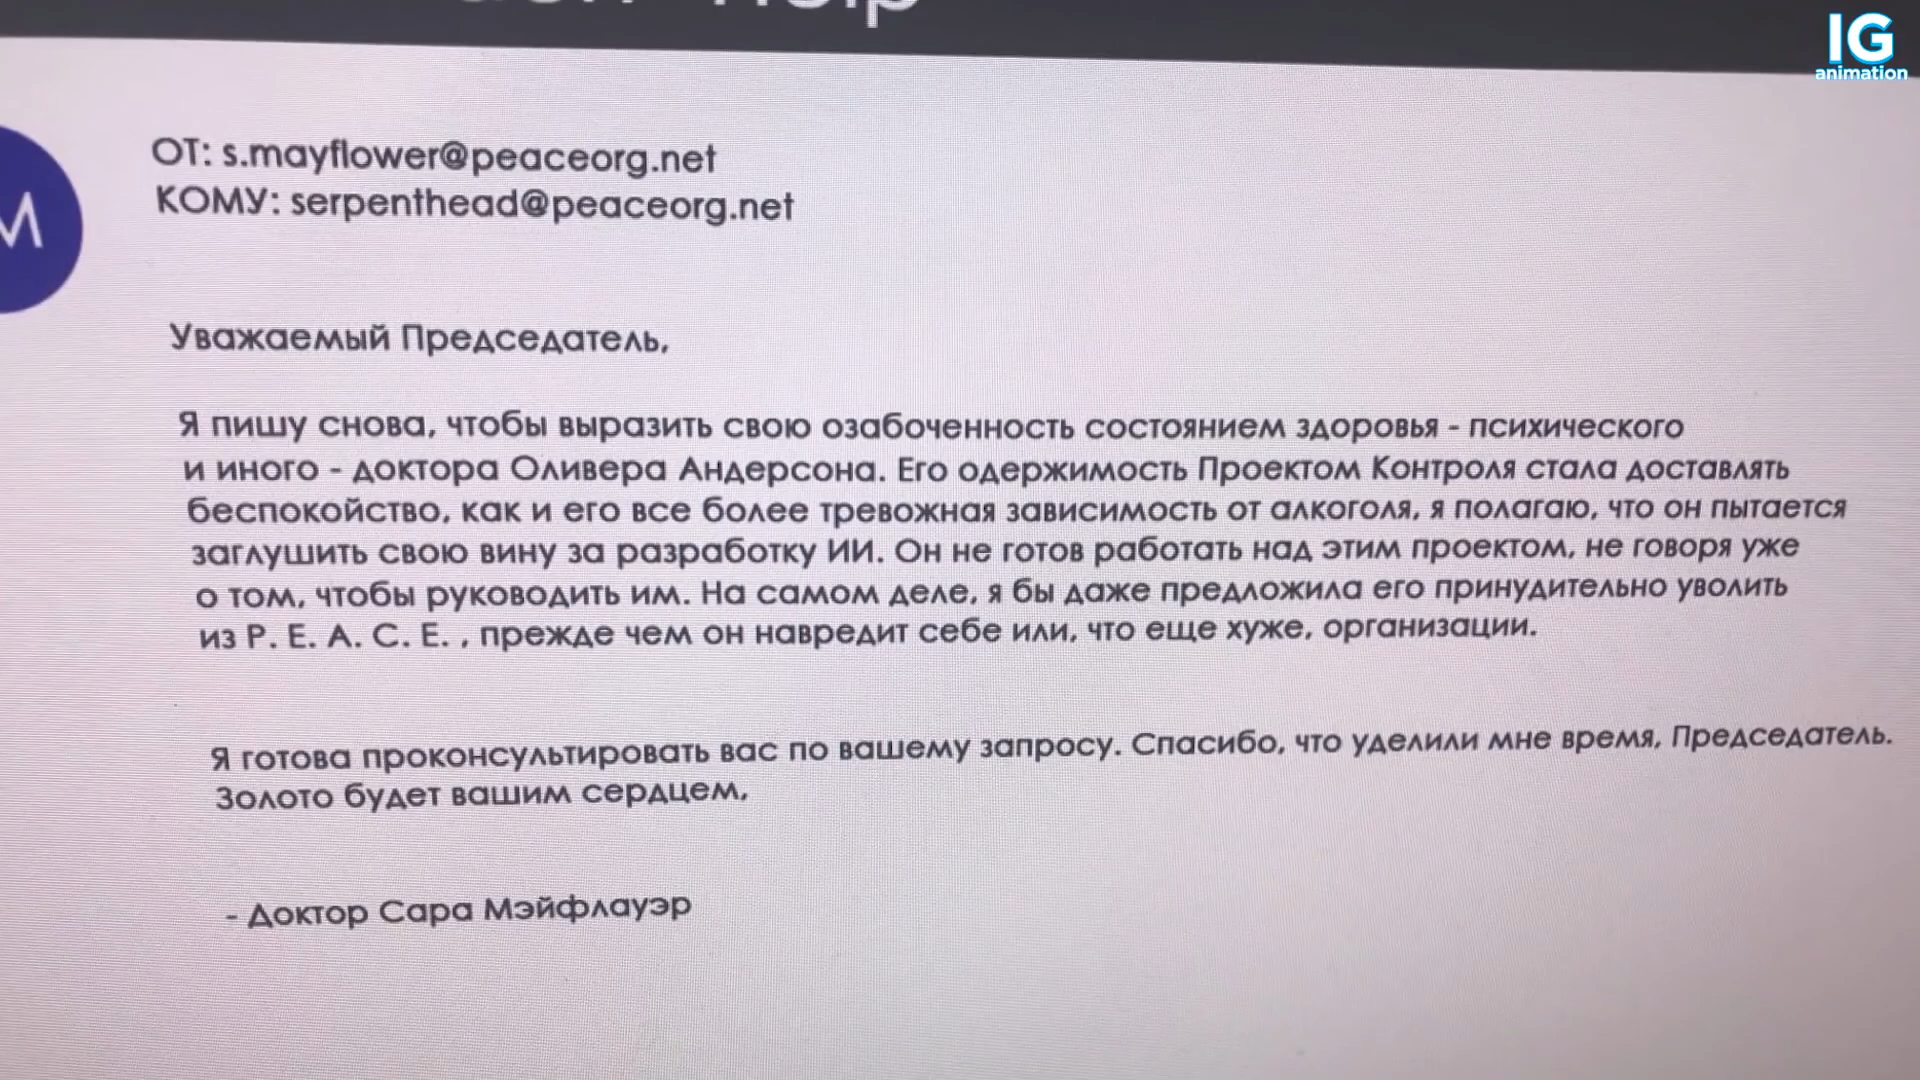 Help
IG
animation
M
ОТ: s.mayflower@peaceorg.net
КОМУ: serpenthead@peaceorg.net
Уважаемый Председатель,
Я пишу снова, чтобы выразить свою озабоченность состоянием здоровья - психического
и иного - доктора Оливера Андерсона. Его одержимость Проектом Контроля стала доставлять
беспокойство, как и его все более тревожная зависимость от алкоголя, я полагаю, что он пытается
заглушить свою вину за разработку ИИ. Он не готов работать над этим проектом, не говоря уже
о том, чтобы руководить им. На самом деле, я бы даже предложила его принудительно уволить
из P. E. A. C. E. , прежде чем он навредит себе или, что еще хуже, организации.
Я готова проконсультировать вас по вашему запросу. Спасибо, что уделили мне время, Председатель.
Золото будет вашим сердцем,
- Доктор Сара Мэйфлауэр